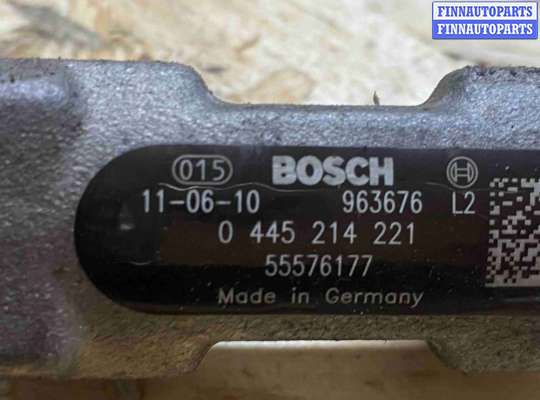 FINNAUTOPARTS
FINNAUTOPARTS
015 BOSCH
11-06-10 963676 L2
0 445 214 221
55576177
Made in Germany